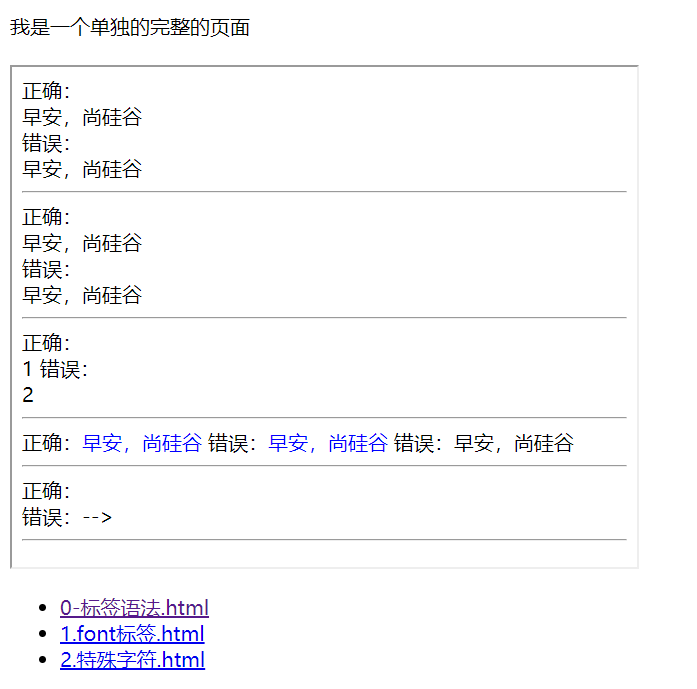 我是一个单独的完整的页面
正确：
早安，尚硅谷
错误：
早安，尚硅谷
正确：
早安，尚硅谷
错误：
早安，尚硅谷
正确：
1 错误：
2
正确：早安，尚硅谷 错误：早安，尚硅谷 错误：早安，尚硅谷
正确：
错误：-->
0-标签语法.html
1.font标签.html
2.特殊字符.html